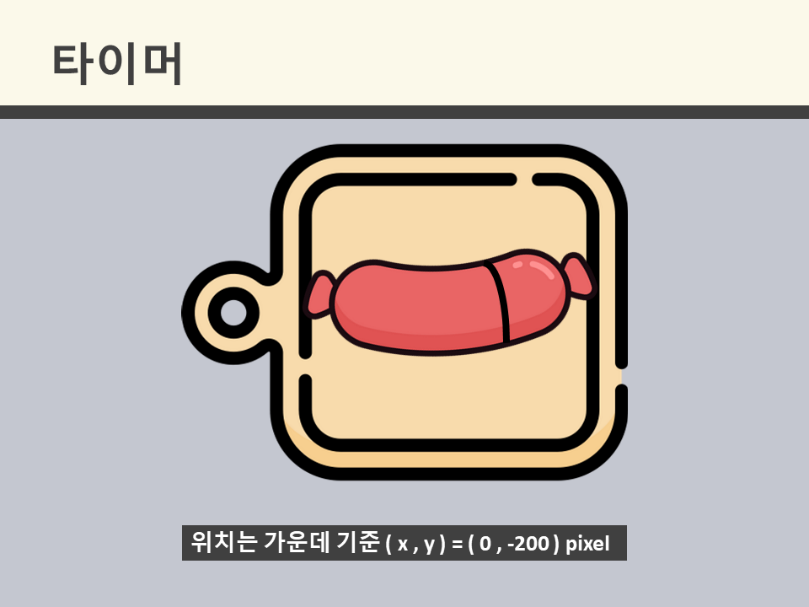 타이머
위치는 가운데 기준 ( x , y ) = ( 0 , -200 ) pixel